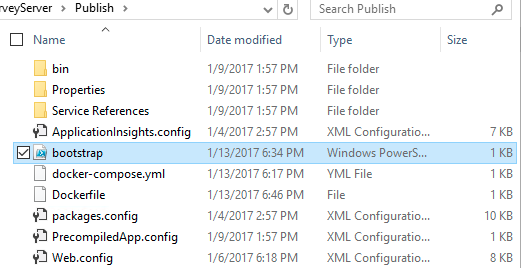 rveyServer › Publish › Search Publish
Name Date modified Type Size
bin 1/9/2017 1:57 PM File folder
Properties 1/9/2017 1:57 PM File folder
Service References 1/9/2017 1:57 PM File folder
ApplicationInsights.config 1/4/2017 2:57 PM XML Configuratio... 7 KB
bootstrap 1/13/2017 6:34 PM Windows PowerS... 1 KB
docker-compose.yml 1/13/2017 6:17 PM YML File 1 KB
Dockerfile 1/13/2017 6:46 PM File 1 KB
packages.config 1/4/2017 2:57 PM XML Configuratio... 10 KB
PrecompiledApp.config 1/9/2017 1:57 PM XML Configuratio... 1 KB
Web.config 1/6/2017 6:18 PM XML Configuratio... 8 KB